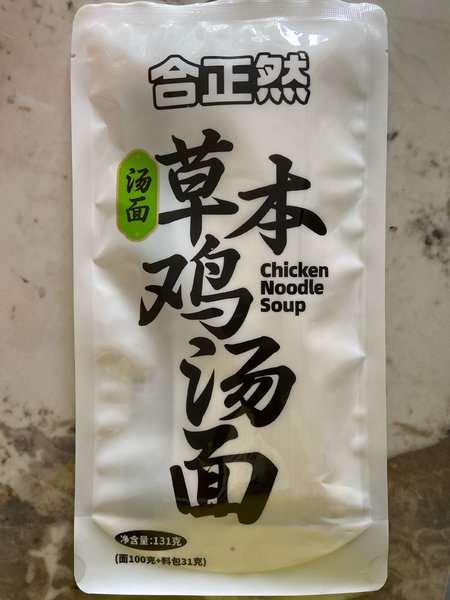 合正然
汤面
草本
鸡汤面
Chicken
Noodle
Soup
净含量:131克
(面100克+料包31克)